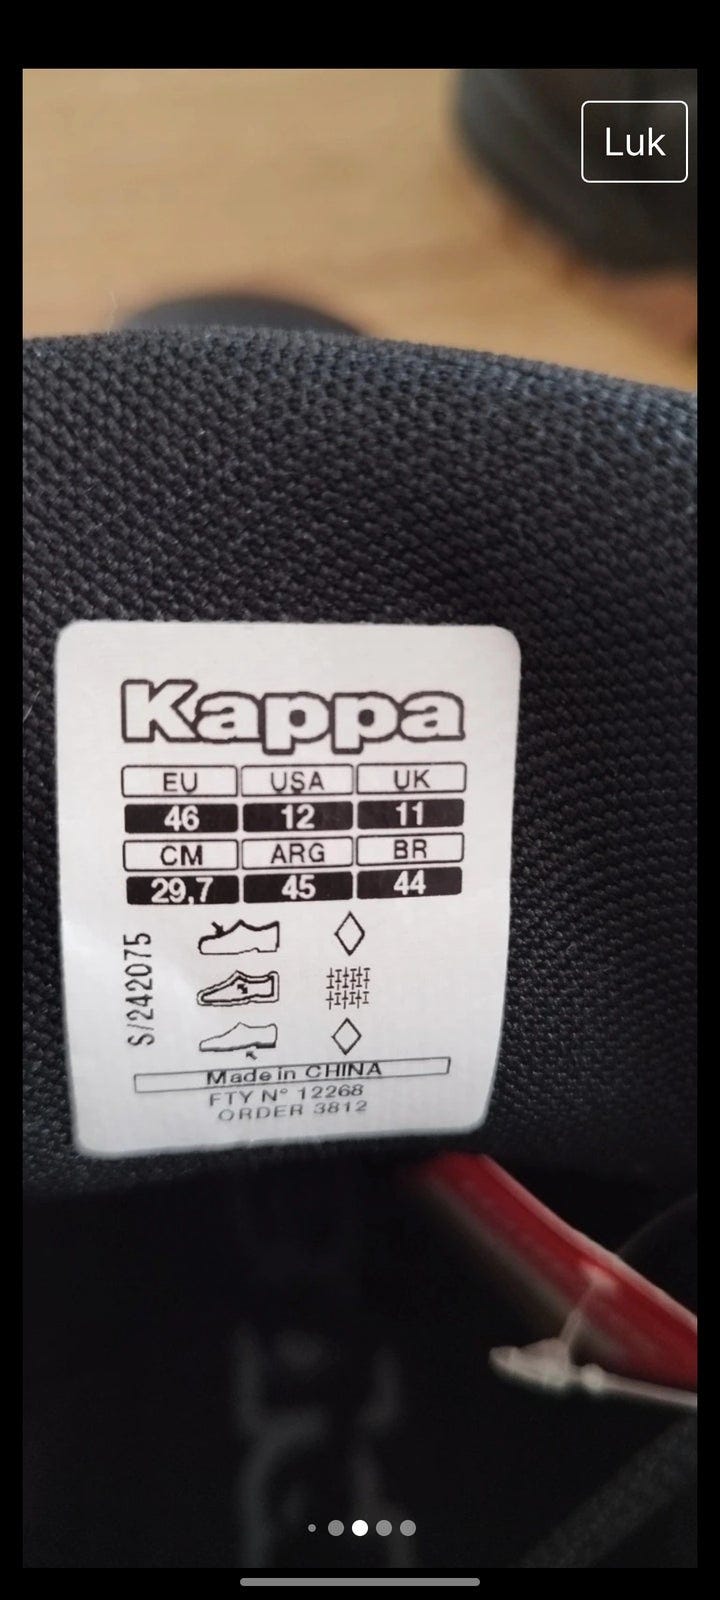 Luk
Kappa
EU USA UK
46 12 11
CM ARG BR
29,7 45 44
S/242075
Made in CHINA
FTY N° 12268
ORDER 3812